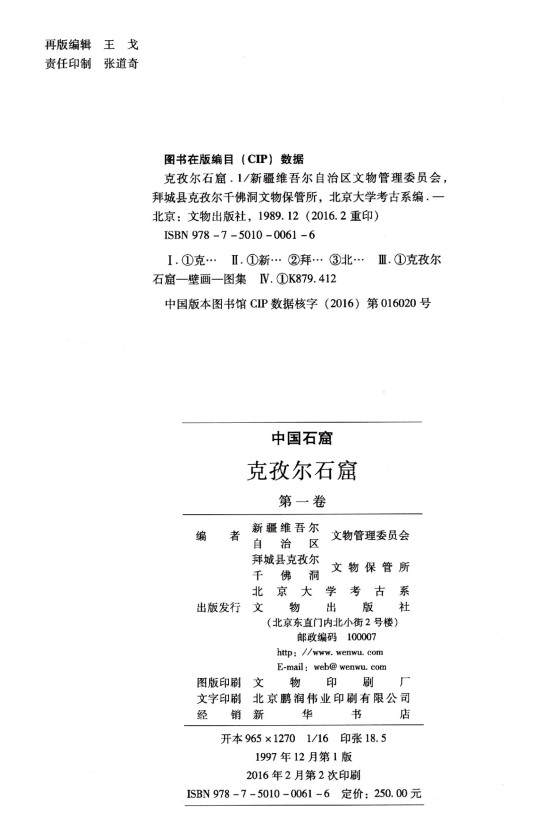 再版编辑 王 戈
责任印制 张道奇
图书在版编目（CIP）数据
克孜尔石窟．1/新疆维吾尔自治区文物管理委员会，
拜城县克孜尔千佛洞文物保管所，北京大学考古系编．—
北京：文物出版社，1989.12（2016.2 重印）
ISBN 978－7－5010－0061－6
Ⅰ.①克… Ⅱ.①新… ②拜… ③北… Ⅲ.①克孜尔
石窟—壁画—图集 Ⅳ.①K879.412
中国版本图书馆 CIP 数据核字（2016）第 016020 号
中国石窟
克孜尔石窟
第一卷
编 者 新疆维吾尔自治区 文物管理委员会
拜城县克孜尔千佛洞 文物保管所
北京大学考古系
出版发行 文物出版社
（北京东直门内北小街 2 号楼）
邮政编码 100007
http：//www. wenwu. com
E-mail：web@ wenwu. com
图版印刷 文物印刷厂
文字印刷 北京鹏润伟业印刷有限公司
经 销 新华书店
开本 965×1270 1/16 印张 18.5
1997 年 12 月第 1 版
2016 年 2 月第 2 次印刷
ISBN 978－7－5010－0061－6 定价：250.00 元